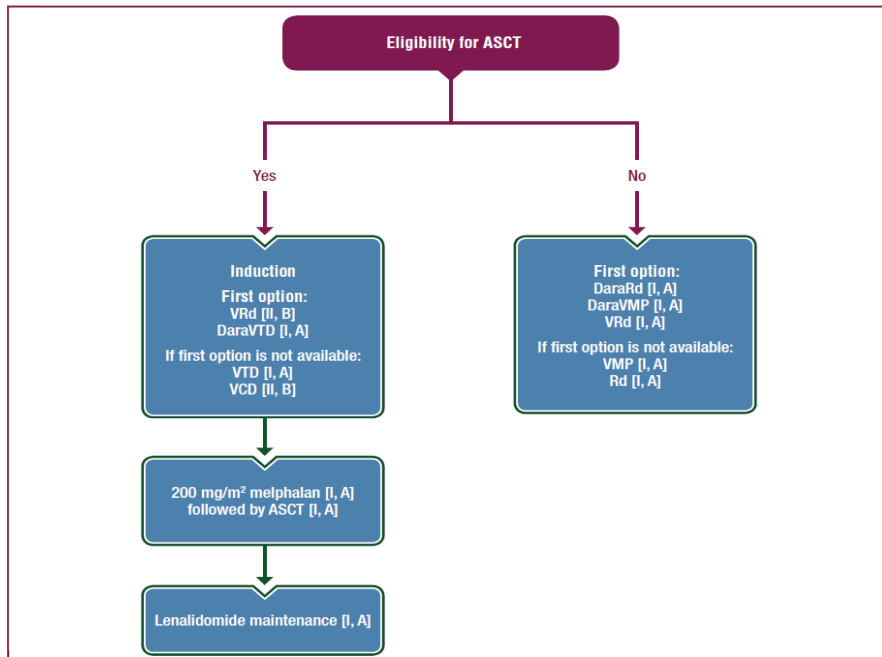 Eligibility for ASCT
Yes
No
Induction
First option:
VRd [II, B]
DaraVTD [I, A]
If first option is not available:
VTD [I, A]
VCD [II, B]
First option:
DaraRd [I, A]
DaraVMP [I, A]
VRd [I, A]
If first option is not available:
VMP [I, A]
Rd [I, A]
200 mg/m² melphalan [I, A]
followed by ASCT [I, A]
Lenalidomide maintenance [I, A]